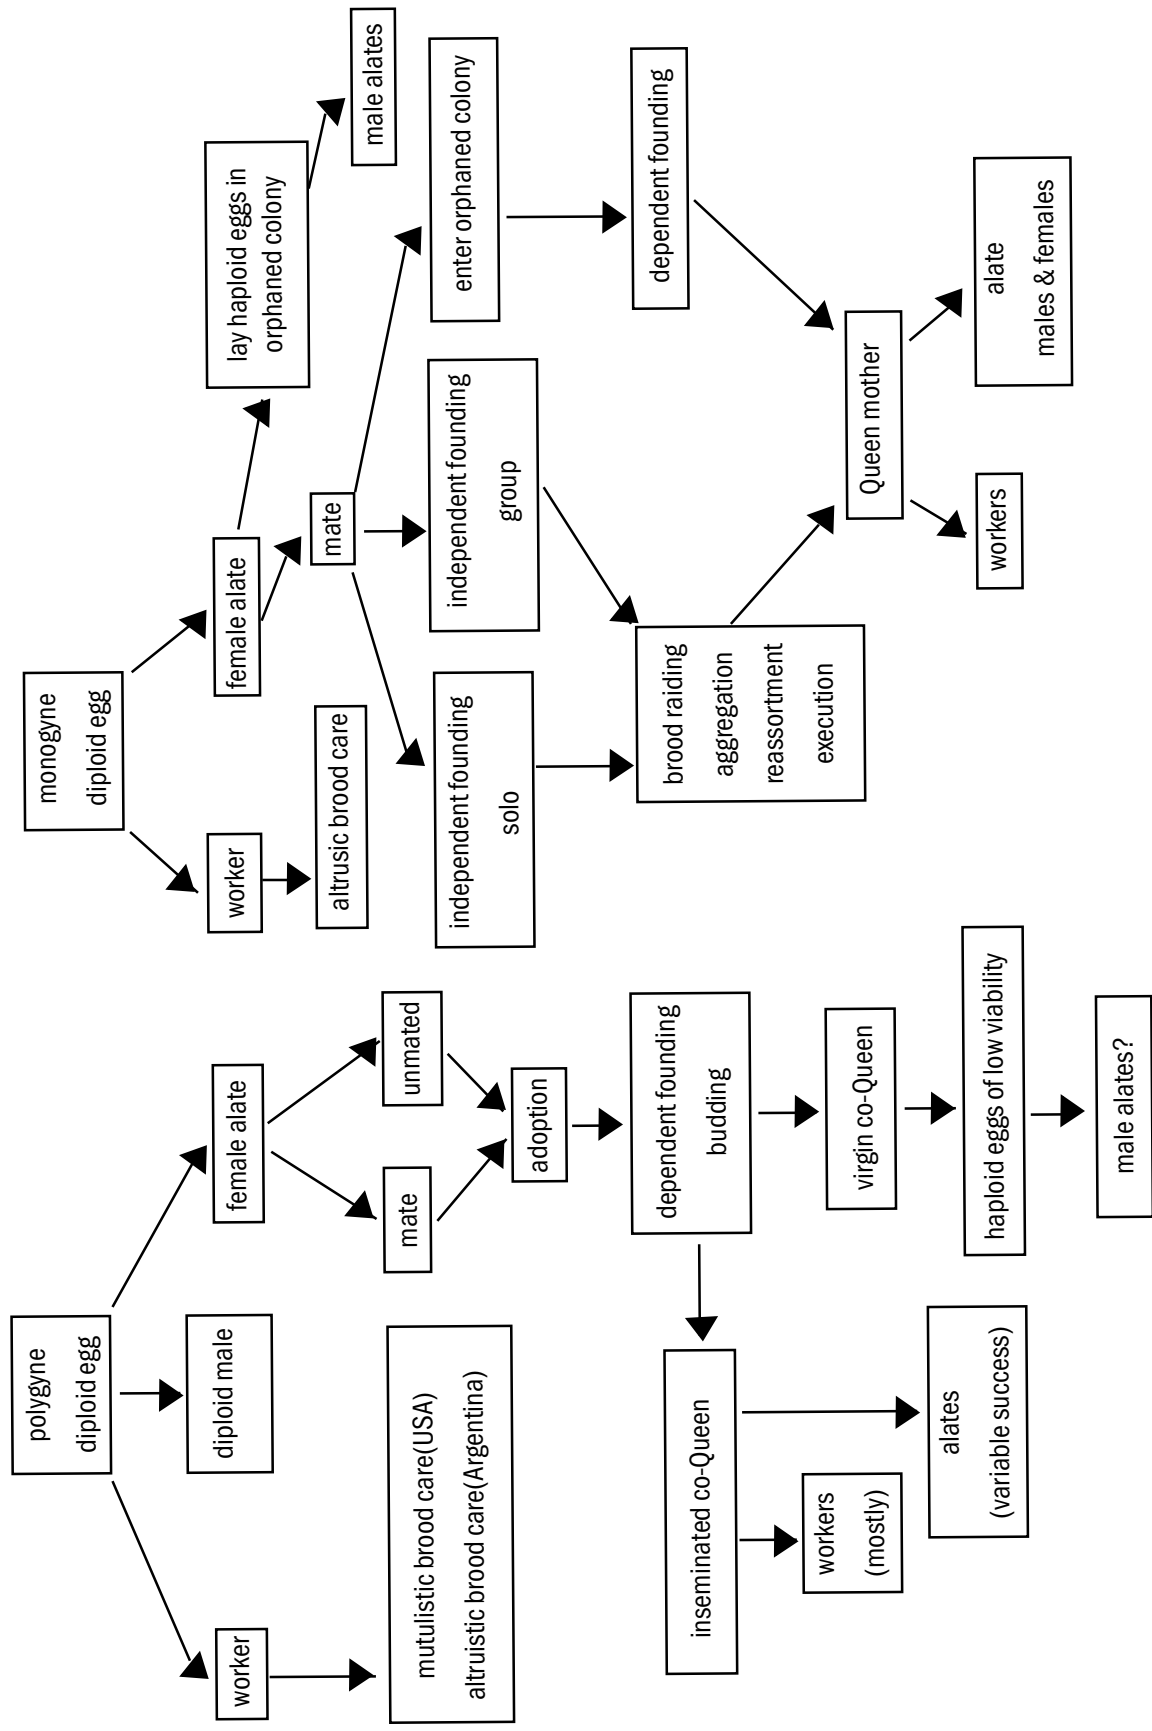 polygyne
diploid egg
worker
diploid male
female alate
mutulistic brood care(USA)
altruistic brood care(Argentina)
mate
unmated
adoption
dependent founding
budding
inseminated co-Queen
virgin co-Queen
workers
(mostly)
alates
(variable success)
haploid eggs of low viability
male alates?
monogyne
diploid egg
worker
female alate
altrusic brood care
lay haploid eggs in
orphaned colony
mate
male alates
independent founding
solo
independent founding
group
enter orphaned colony
brood raiding
aggregation
reassortment
execution
dependent founding
Queen mother
workers
alate
males & females